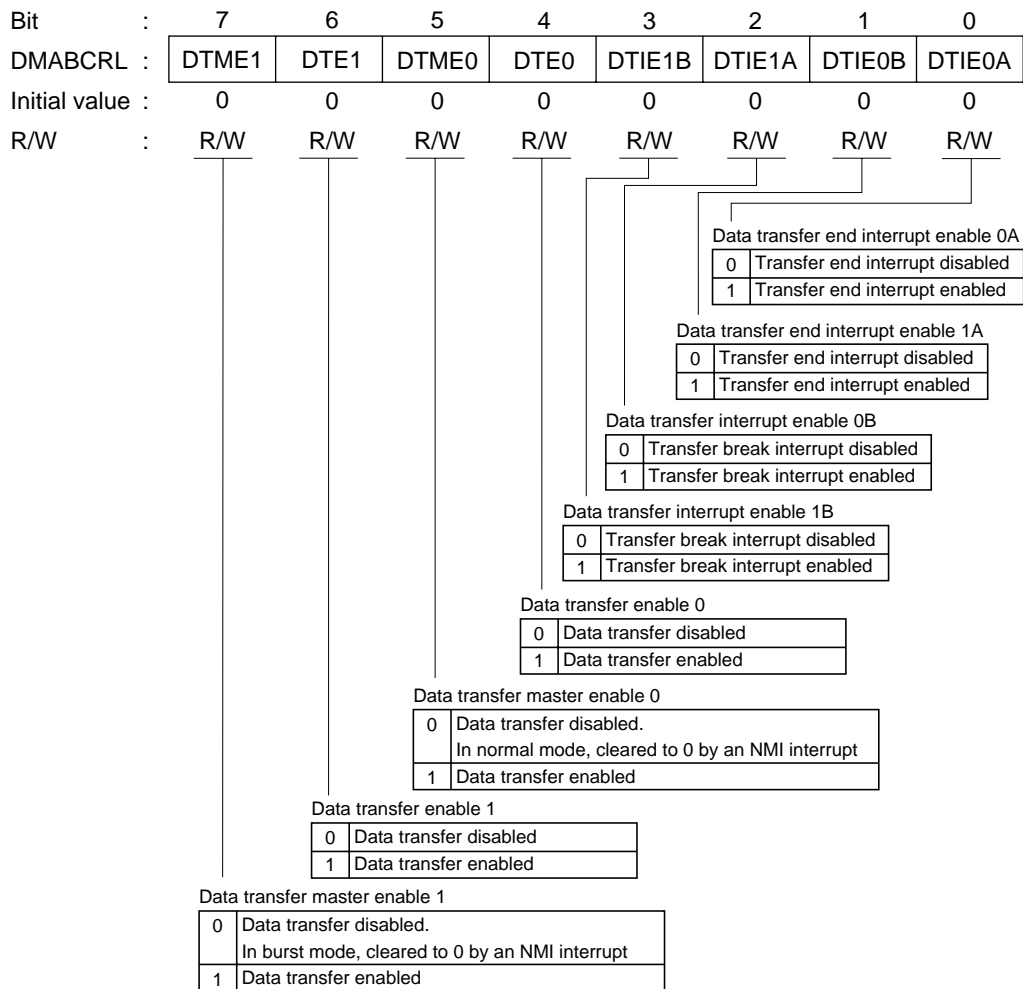 Bit : 7 6 5 4 3 2 1 0
DMABCRL : DTME1 DTE1 DTME0 DTE0 DTIE1B DTIE1A DTIE0B DTIE0A
Initial value : 0 0 0 0 0 0 0 0
R/W : R/W R/W R/W R/W R/W R/W R/W R/W
Data transfer end interrupt enable 0A
0 Transfer end interrupt disabled
1 Transfer end interrupt enabled
Data transfer end interrupt enable 1A
0 Transfer end interrupt disabled
1 Transfer end interrupt enabled
Data transfer interrupt enable 0B
0 Transfer break interrupt disabled
1 Transfer break interrupt enabled
Data transfer interrupt enable 1B
0 Transfer break interrupt disabled
1 Transfer break interrupt enabled
Data transfer enable 0
0 Data transfer disabled
1 Data transfer enabled
Data transfer master enable 0
0 Data transfer disabled.
In normal mode, cleared to 0 by an NMI interrupt
1 Data transfer enabled
Data transfer enable 1
0 Data transfer disabled
1 Data transfer enabled
Data transfer master enable 1
0 Data transfer disabled.
In burst mode, cleared to 0 by an NMI interrupt
1 Data transfer enabled